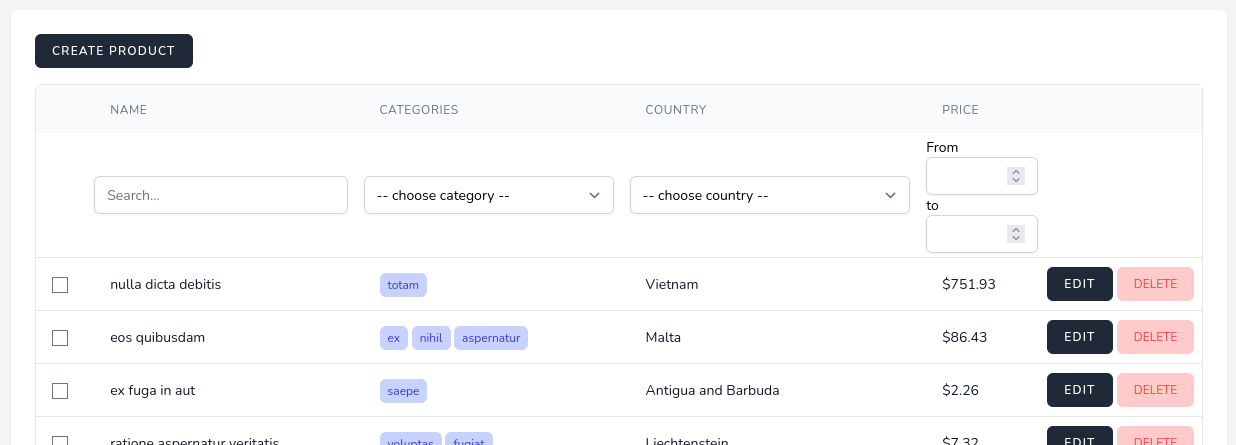 CREATE PRODUCT
NAME CATEGORIES COUNTRY PRICE
From
Search... -- choose category -- -- choose country --
to
nulla dicta debitis totam Vietnam $751.93 EDIT DELETE
eos quibusdam ex nihil aspernatur Malta $86.43 EDIT DELETE
ex fuga in aut saepe Antigua and Barbuda $2.26 EDIT DELETE
ratione aspernatur veritatis voluptas fugiat Liechtenstein $7.32 EDIT DELETE